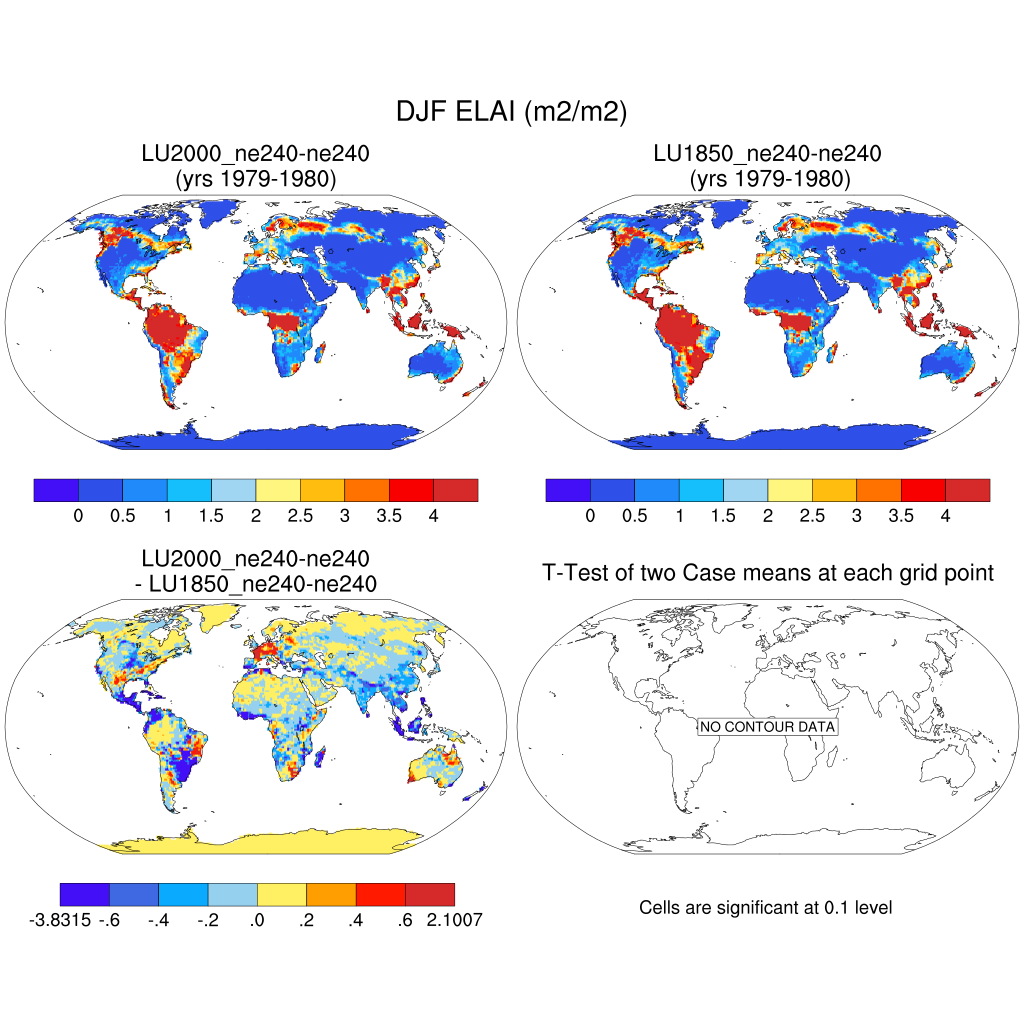 DJF ELAI (m2/m2)
LU2000_ne240-ne240
(yrs 1979-1980)
LU1850_ne240-ne240
(yrs 1979-1980)
0 0.5 1 1.5 2 2.5 3 3.5 4
0 0.5 1 1.5 2 2.5 3 3.5 4
LU2000_ne240-ne240
- LU1850_ne240-ne240
T-Test of two Case means at each grid point
NO CONTOUR DATA
-3.8315 -.6 -.4 -.2 .0 .2 .4 .6 2.1007
Cells are significant at 0.1 level